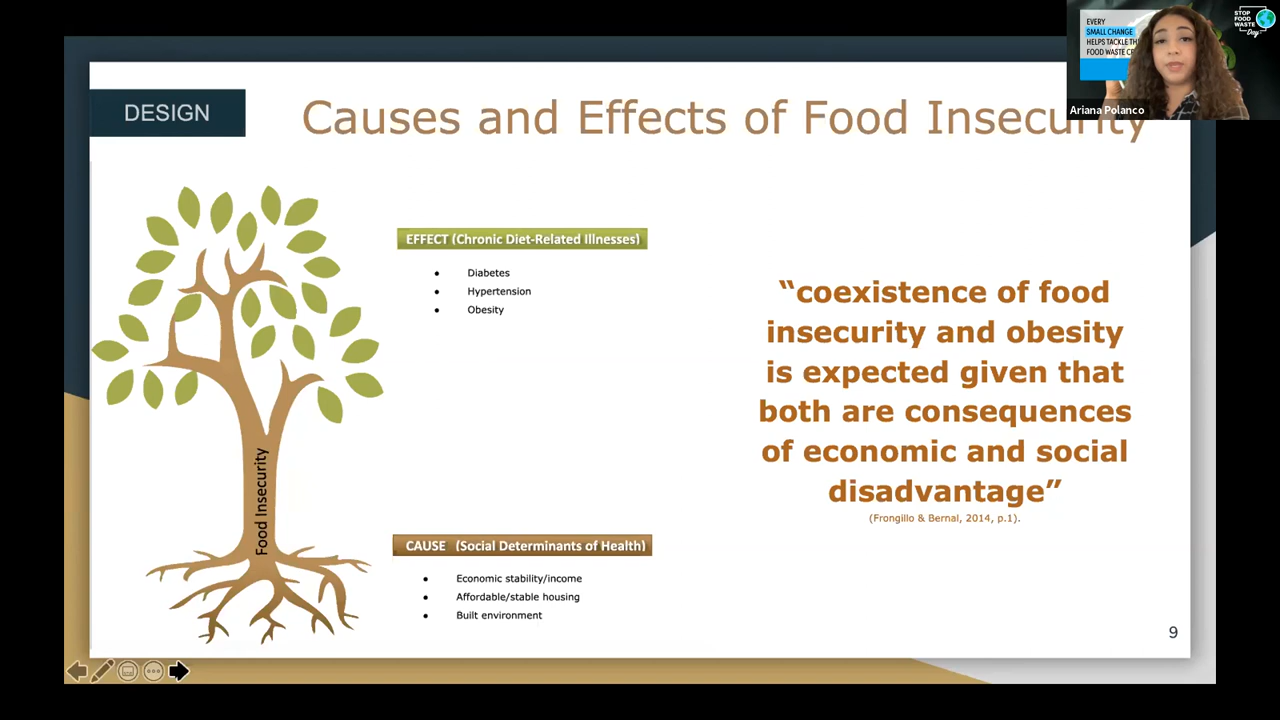 DESIGN
Causes and Effects of Food Insecurity
EVERY
SMALL CHANGE
HELPS TACKLE
FOOD WASTE
Ariana Polanco
STOP
FOOD
WASTE
Day
EFFECT (Chronic Diet-Related Illnesses)
• Diabetes
• Hypertension
• Obesity
Food Insecurity
“coexistence of food
insecurity and obesity
is expected given that
both are consequences
of economic and social
disadvantage”
(Frongillo & Bernal, 2014, p.1).
CAUSE (Social Determinants of Health)
• Economic stability/income
• Affordable/stable housing
• Built environment
9